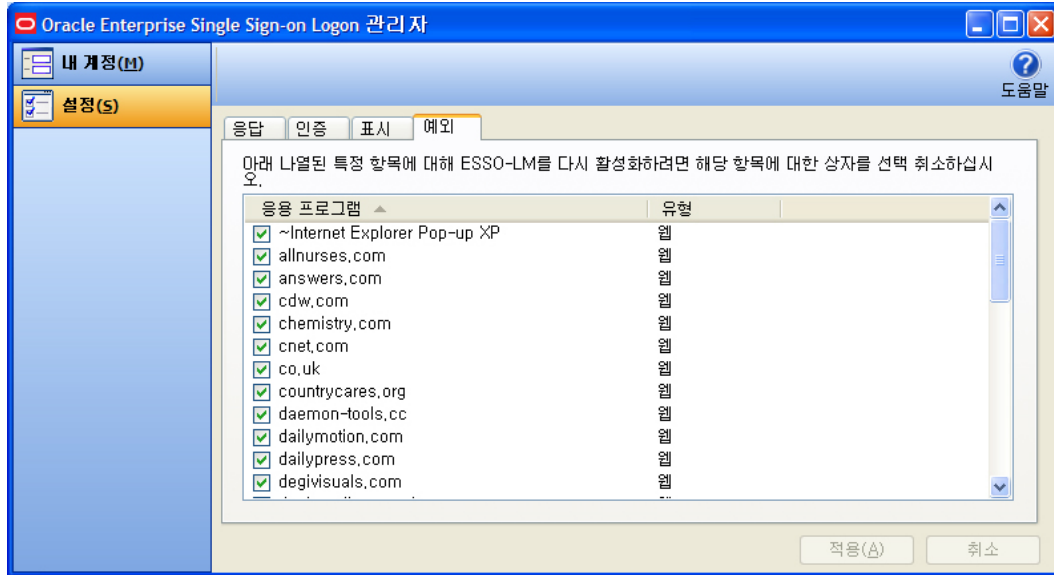 Oracle Enterprise Single Sign-on Logon 관리자
내 계정(M)
설정(S)
도움말
응답 인증 표시 예외
아래 나열된 특정 항목에 대해 ESSO-LM를 다시 활성화하려면 해당 항목에 대한 상자를 선택 취소하십시
오.
응용 프로그램 유형
~Internet Explorer Pop-up XP 웹
allnurses.com 웹
answers.com 웹
cdw.com 웹
chemistry.com 웹
cnet.com 웹
co.uk 웹
countrycares.org 웹
daemon-tools.cc 웹
dailymotion.com 웹
dailypress.com 웹
degivisuals.com 웹
적용(A) 취소